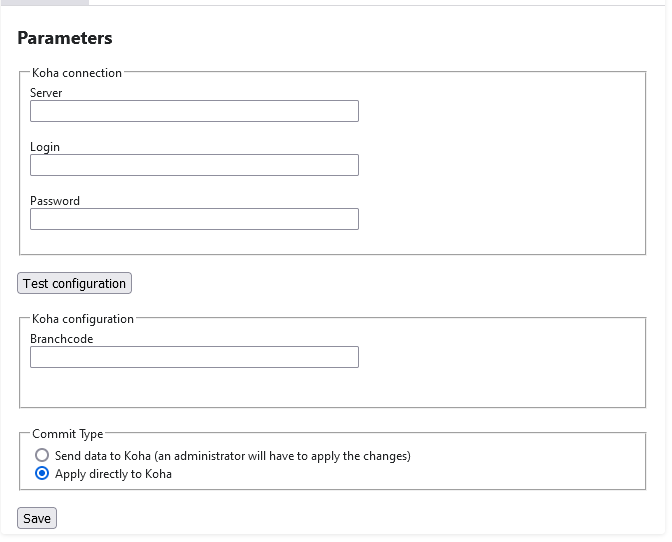 Parameters
Koha connection
Server
Login
Password
Test configuration
Koha configuration
Branchcode
Commit Type
Send data to Koha (an administrator will have to apply the changes)
Apply directly to Koha
Save